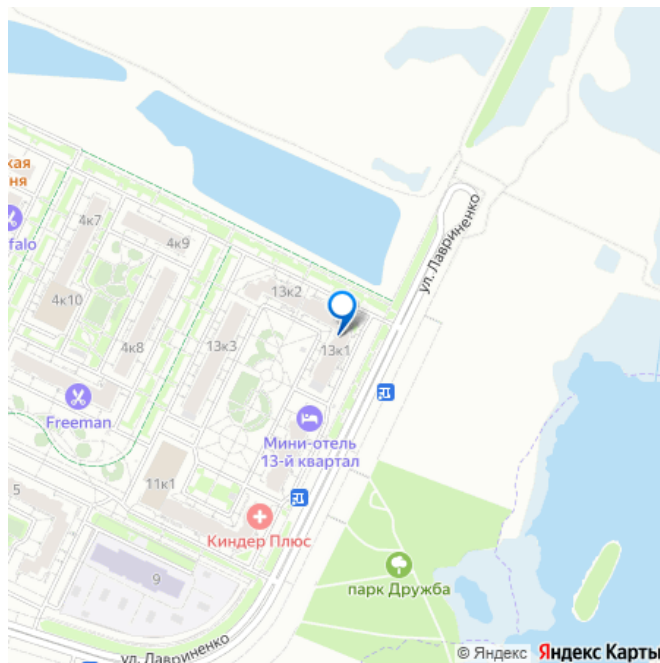 ул. Лавриненко
кая
ня
falo
4к7
4к9
4к10
4к8
13к2
13к3
13к1
Freeman
Мини-отель
13-й квартал
11к1
5
Киндер Плюс
9
парк Дружба
ул. Лавриненко
© Яндекс Яндекс Карты